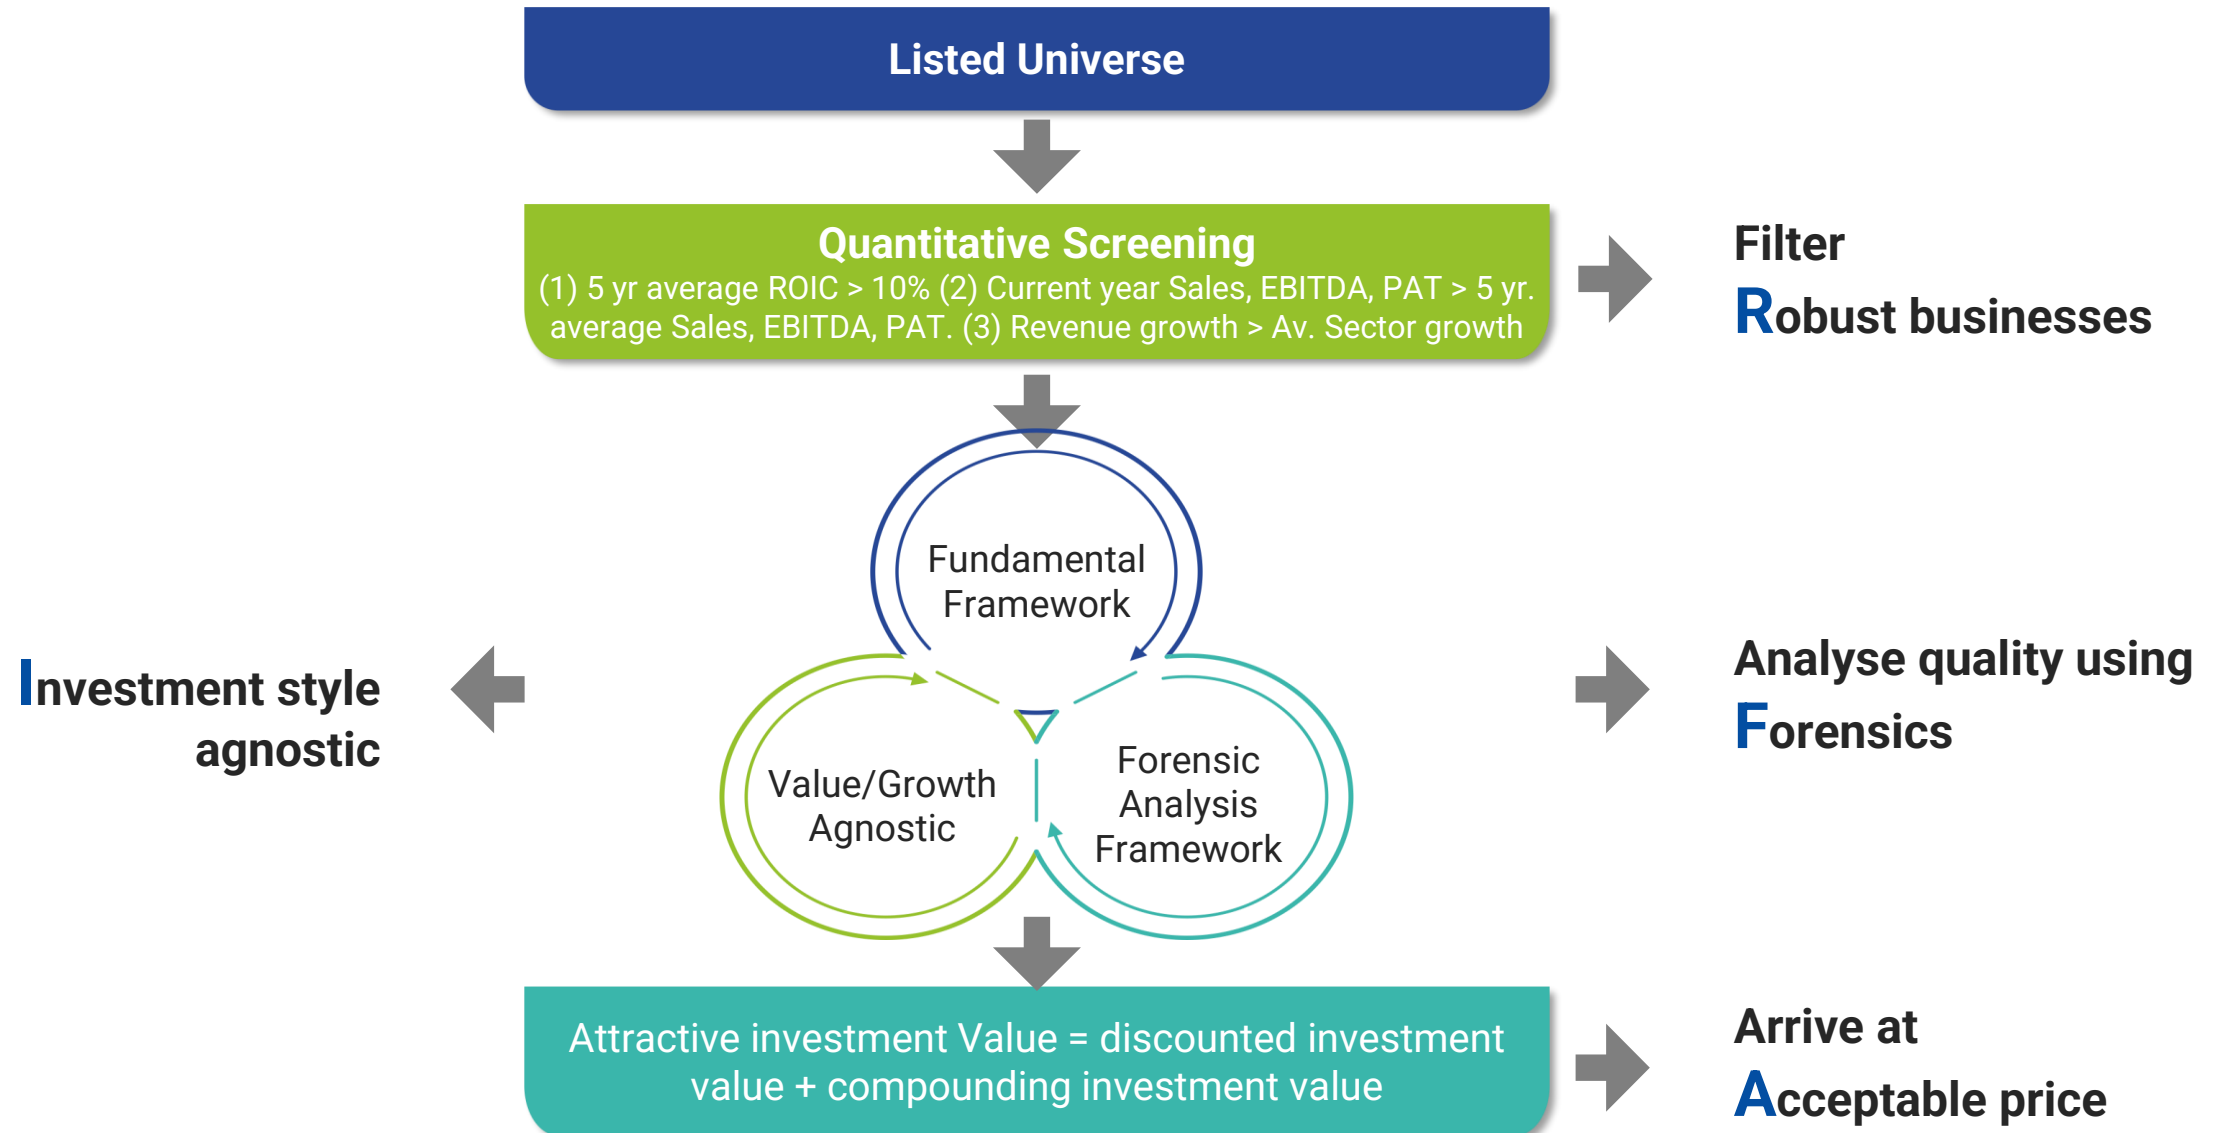 Listed Universe
Quantitative Screening
(1) 5 yr average ROIC > 10% (2) Current year Sales, EBITDA, PAT > 5 yr.
average Sales, EBITDA, PAT. (3) Revenue growth > Av. Sector growth
Filter
Robust businesses
Fundamental
Framework
Investment style
agnostic
Value/Growth
Agnostic
Forensic
Analysis
Framework
Analyse quality using
Forensics
Attractive investment Value = discounted investment
value + compounding investment value
Arrive at
Acceptable price